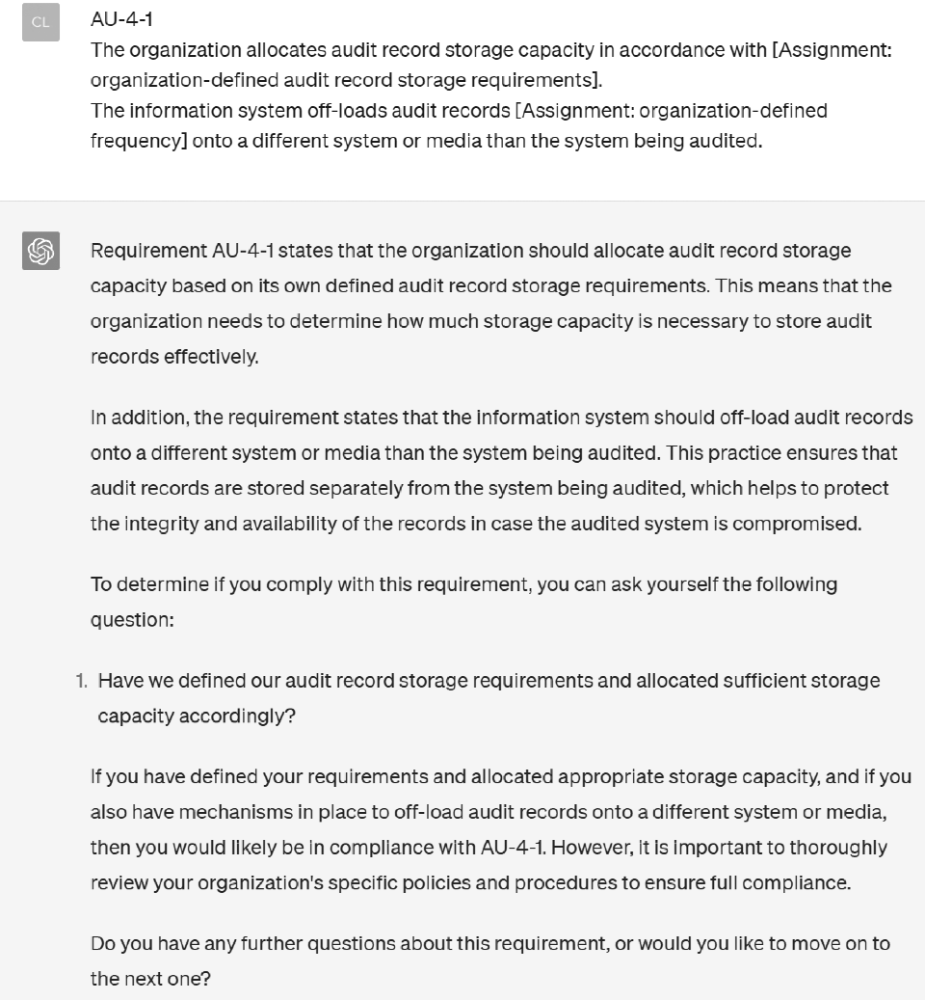 CL
AU-4-1
The organization allocates audit record storage capacity in accordance with [Assignment:
organization-defined audit record storage requirements].
The information system off-loads audit records [Assignment: organization-defined
frequency] onto a different system or media than the system being audited.
Requirement AU-4-1 states that the organization should allocate audit record storage
capacity based on its own defined audit record storage requirements. This means that the
organization needs to determine how much storage capacity is necessary to store audit
records effectively.
In addition, the requirement states that the information system should off-load audit records
onto a different system or media than the system being audited. This practice ensures that
audit records are stored separately from the system being audited, which helps to protect
the integrity and availability of the records in case the audited system is compromised.
To determine if you comply with this requirement, you can ask yourself the following
question:
1. Have we defined our audit record storage requirements and allocated sufficient storage
capacity accordingly?
If you have defined your requirements and allocated appropriate storage capacity, and if you
also have mechanisms in place to off-load audit records onto a different system or media,
then you would likely be in compliance with AU-4-1. However, it is important to thoroughly
review your organization's specific policies and procedures to ensure full compliance.
Do you have any further questions about this requirement, or would you like to move on to
the next one?